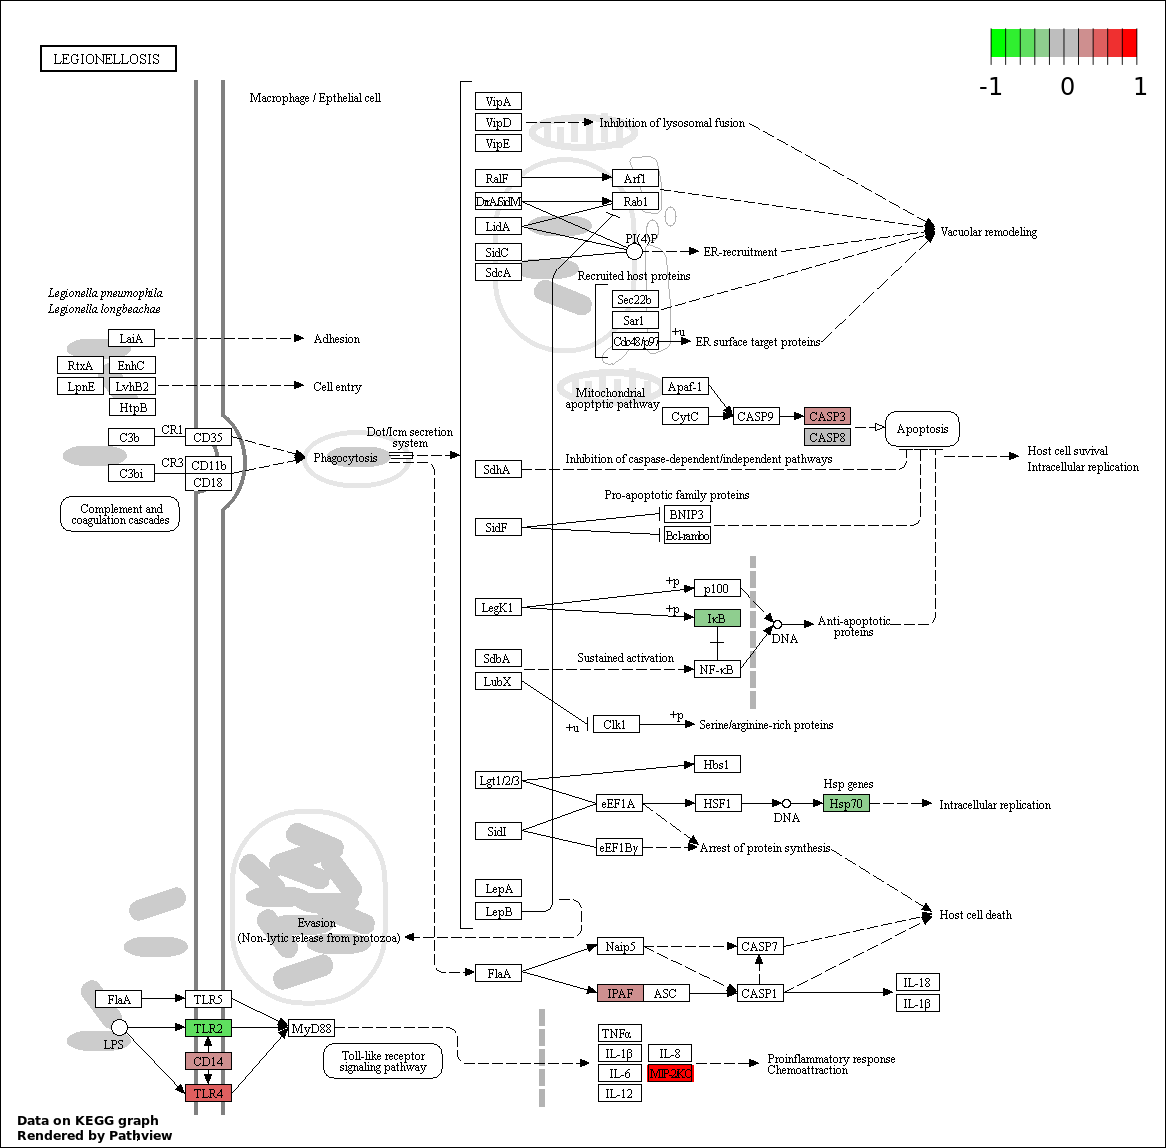 LEGIONELLOSIS
-1 0 1
Macrophage / Epthelial cell
VipA
VipD
VipE
Inhibition of lysosomal fusion
RalF
Arf1
DrrA/SidM
Rab1
LidA
Vacuolar remodeling
PI(4)P
SidC
ER-recruitment
SdcA
Recruited host proteins
Sec22b
Sar1
Cdc48/p97
+u
ER surface target proteins
Legionella pneumophila
Legionella longbeachae
LaiA
Adhesion
RtxA
EnhC
LpnE
LvhB2
Cell entry
HtpB
Mitochondrial
apoptptic pathway
Apaf-1
CytC
CASP9
CASP3
CASP8
Apoptosis
C3b
CR1
CD35
C3bi
CR3
CD11b
CD18
Phagocytosis
Dot/Icm secretion
system
Complement and
coagulation cascades
SdhA
Inhibition of caspase-dependent/independent pathways
Host cell suvival
Intracellular replication
Pro-apoptotic family proteins
SidF
BNIP3
Bcl-rambo
LegK1
+p
p100
+p
IκB
DNA
Anti-apoptotic
proteins
SdbA
Sustained activation
NF-κB
LubX
+u
Clk1
+p
Serine/arginine-rich proteins
Lgt1/2/3
Hbs1
eEF1A
HSF1
DNA
Hsp genes
Hsp70
Intracellular replication
SidI
eEF1Bγ
Arrest of protein synthesis
LepA
LepB
Evasion
(Non-lytic release from protozoa)
Host cell death
FlaA
Naip5
CASP7
IPAF
ASC
CASP1
IL-18
IL-1β
FlaA
TLR5
LPS
TLR2
MyD88
CD14
TLR4
Toll-like receptor
signaling pathway
TNFα
IL-1β
IL-8
IL-6
MIP2KC
IL-12
Proinflammatory response
Chemoattraction
Data on KEGG graph
Rendered by Pathview